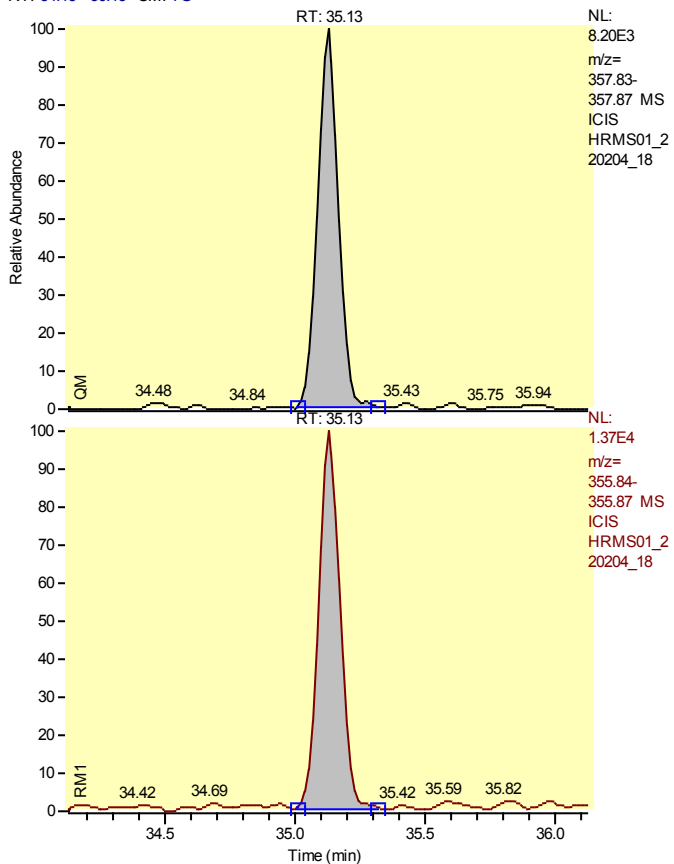 RT: 35.13
NL:
8.20E3
m/z=
357.83-
357.87 MS
ICIS
HRMS01_2
20204_18
100
90
80
70
60
50
40
30
20
10
0
Relative Abundance
QM
34.48 34.84 35.43 35.75 35.94
RT: 35.13
NL:
1.37E4
m/z=
355.84-
355.87 MS
ICIS
HRMS01_2
20204_18
100
90
80
70
60
50
40
30
20
10
0
RM1
34.42 34.69 35.42 35.59 35.82
34.5 35.0 35.5 36.0
Time (min)